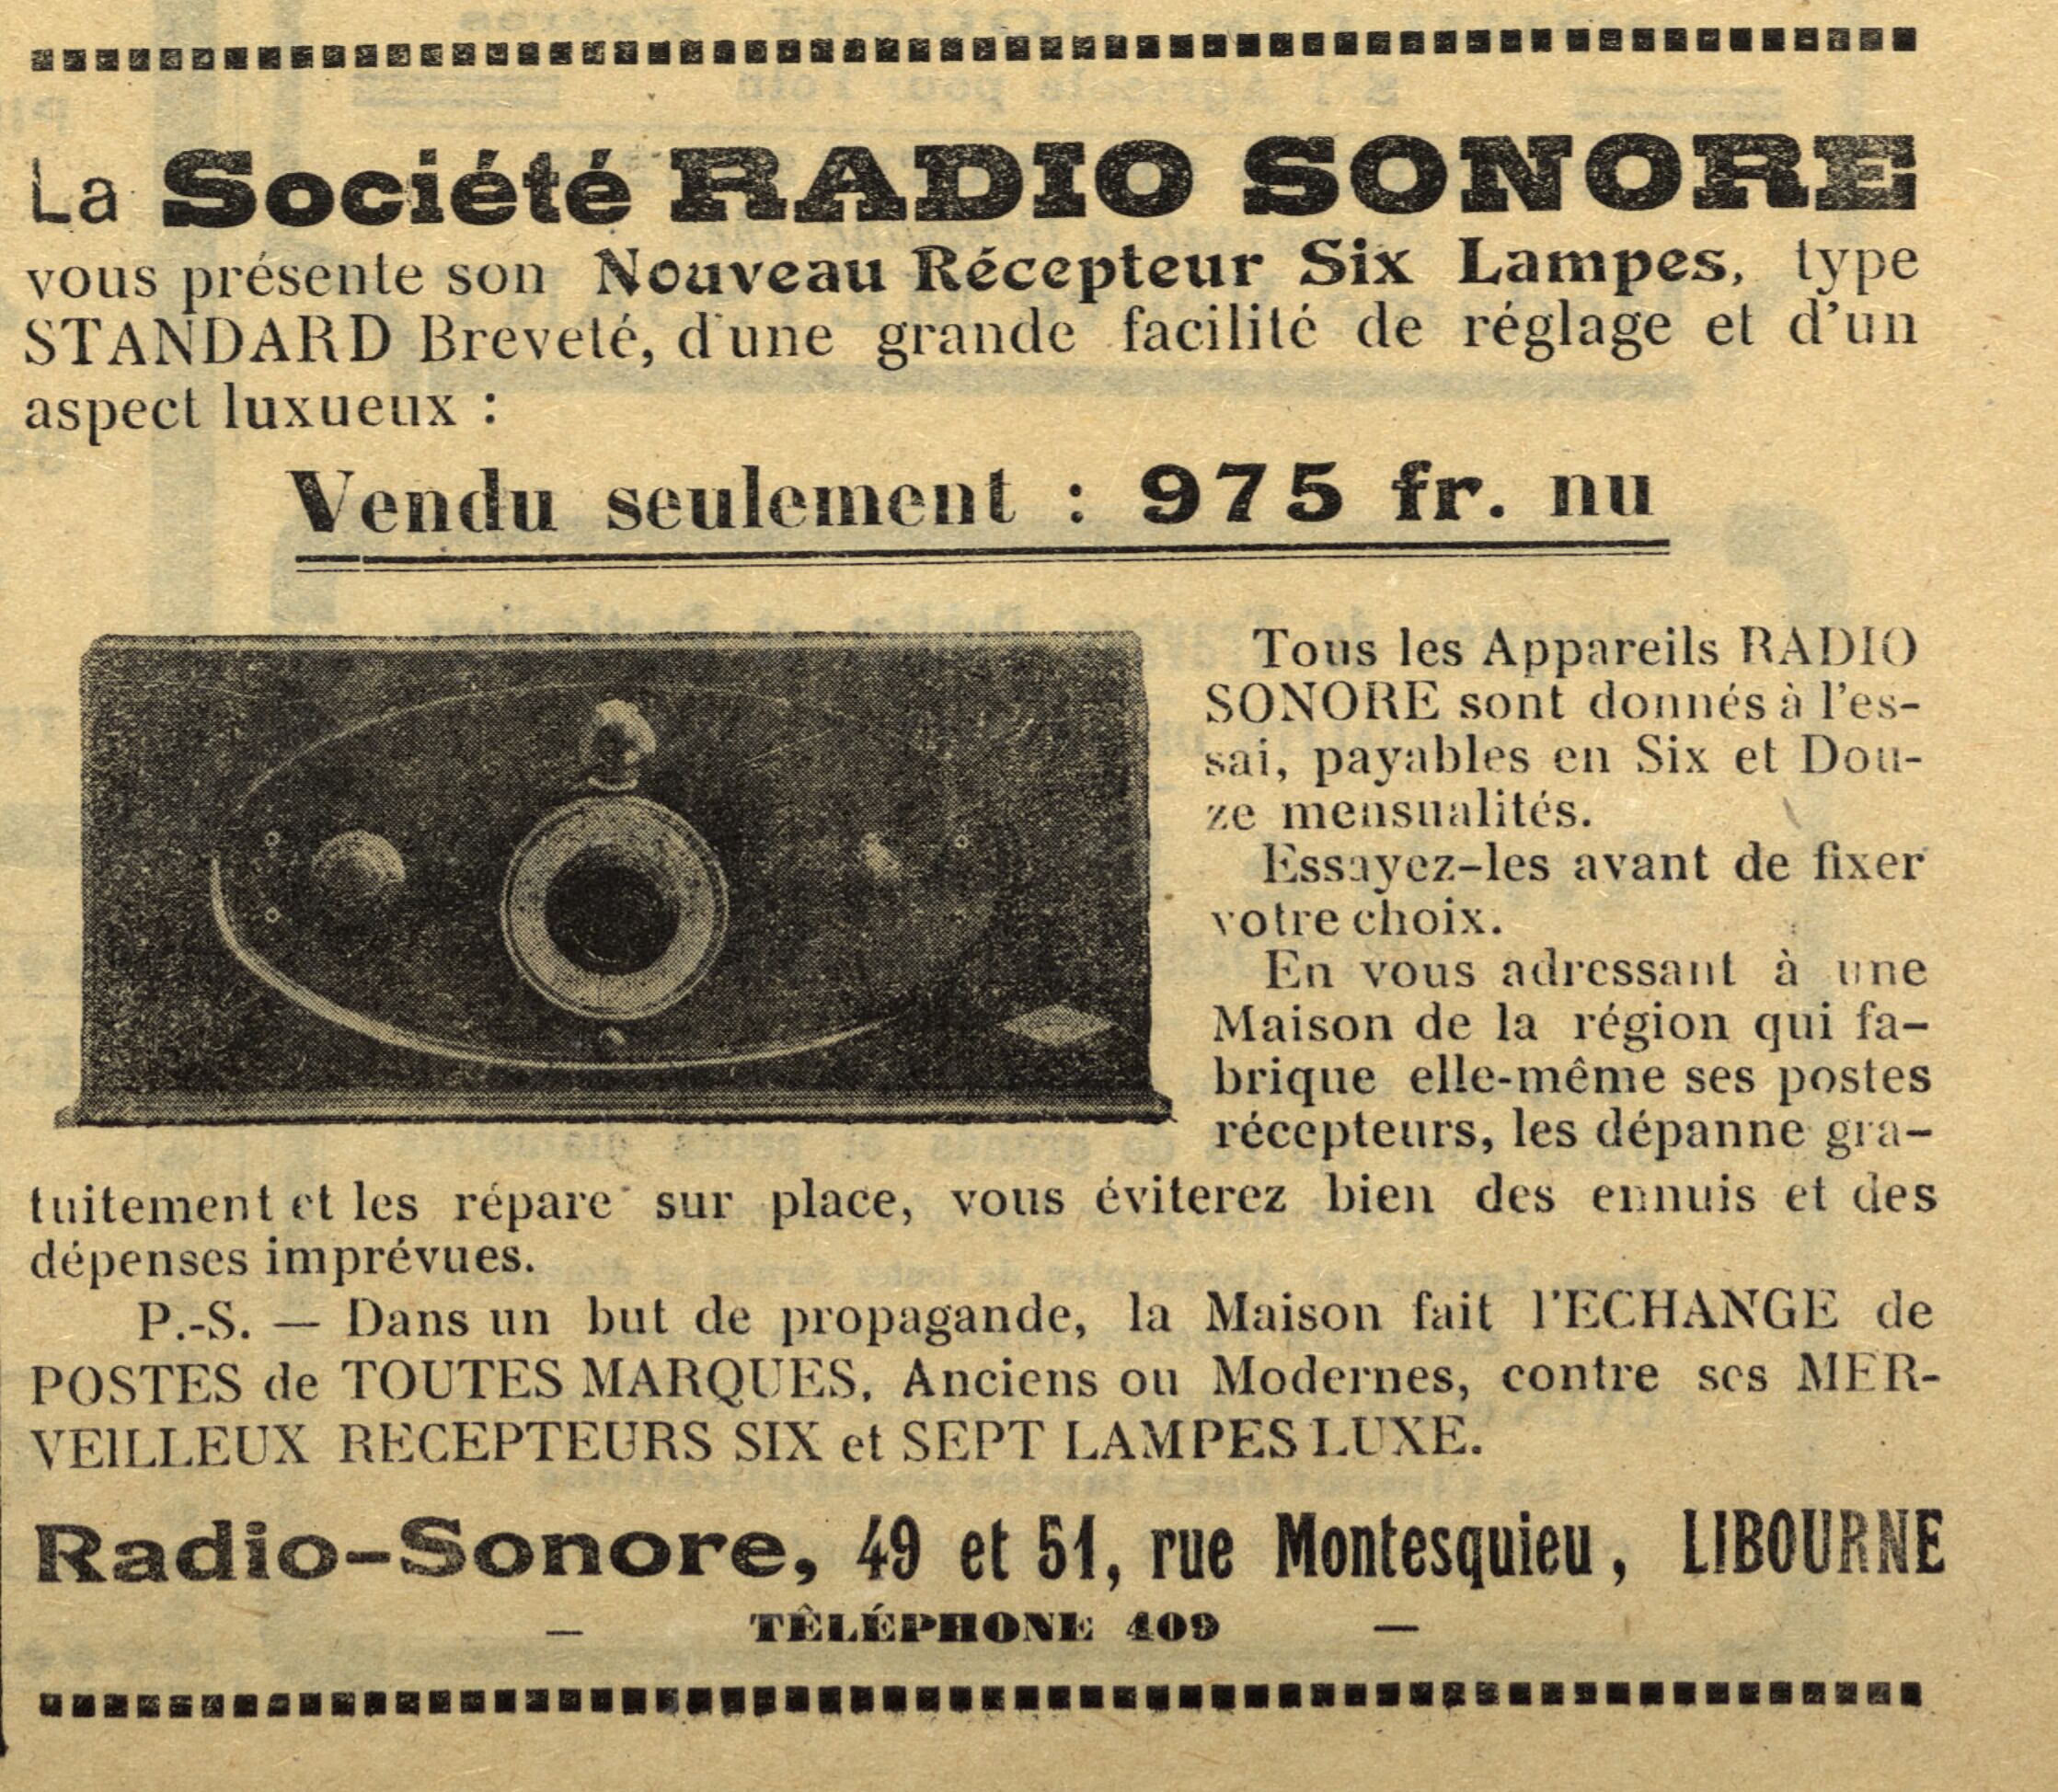 La Société RADIO SONORE
vous présente son Nouveau Récepteur Six Lampes, type
STANDARD Breveté, d'une grande facilité de réglage et d'un
aspect luxueux :
Vendu seulement : 975 fr. nu
Tous les Appareils RADIO
SONORE sont donnés à l'es-
sai, payables en Six et Dou-
ze mensualités.
Essayez-les avant de fixer
votre choix.
En vous adressant à une
Maison de la région qui fa-
brique elle-même ses postes
récepteurs, les dépanne gra-
tuitement et les répare sur place, vous éviterez bien des ennuis et des
dépenses imprévues.
P.-S. — Dans un but de propagande, la Maison fait l'ECHANGE de
POSTES de TOUTES MARQUES, Anciens ou Modernes, contre ses MER-
VEILLEUX RECEPTEURS SIX et SEPT LAMPES LUXE.
Radio-Sonore, 49 et 51, rue Montesquieu, LIBOURNE
— TÊLÉPHONE 409 —